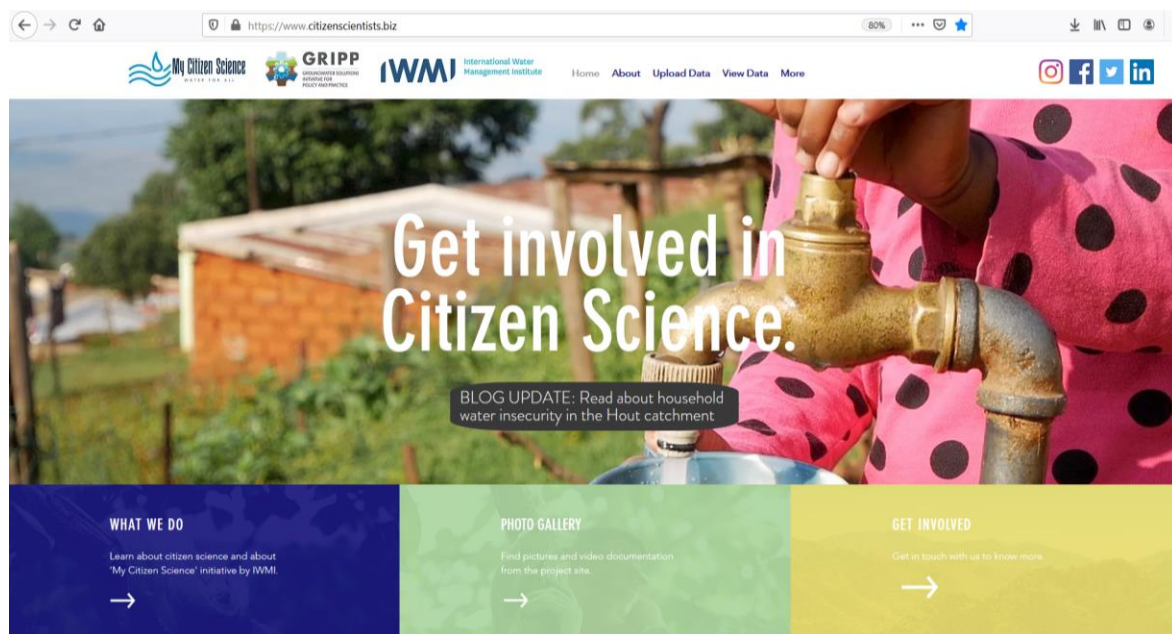 https://www.citizenscientists.biz
80%
My Citizen Science
WATER FOR ALL
GRIPP
GROUNDWATER SOLUTIONS
INITIATIVE FOR
POLICY AND PRACTICE
IWMI
International Water
Management Institute
Home About Upload Data View Data More
Get involved in
Citizen Science.
BLOG UPDATE: Read about household
water insecurity in the Hout catchment
WHAT WE DO
Learn about citizen science and about
'My Citizen Science' initiative by IWMI.
PHOTO GALLERY
Find pictures and video documentation
from the project site.
GET INVOLVED
Get in touch with us to know more.